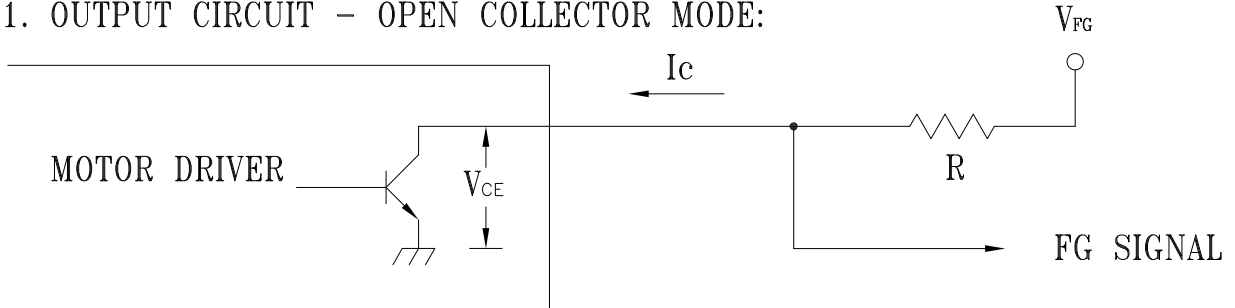 1. OUTPUT CIRCUIT - OPEN COLLECTOR MODE:
VFG
Ic
MOTOR DRIVER
VCE
R
FG SIGNAL